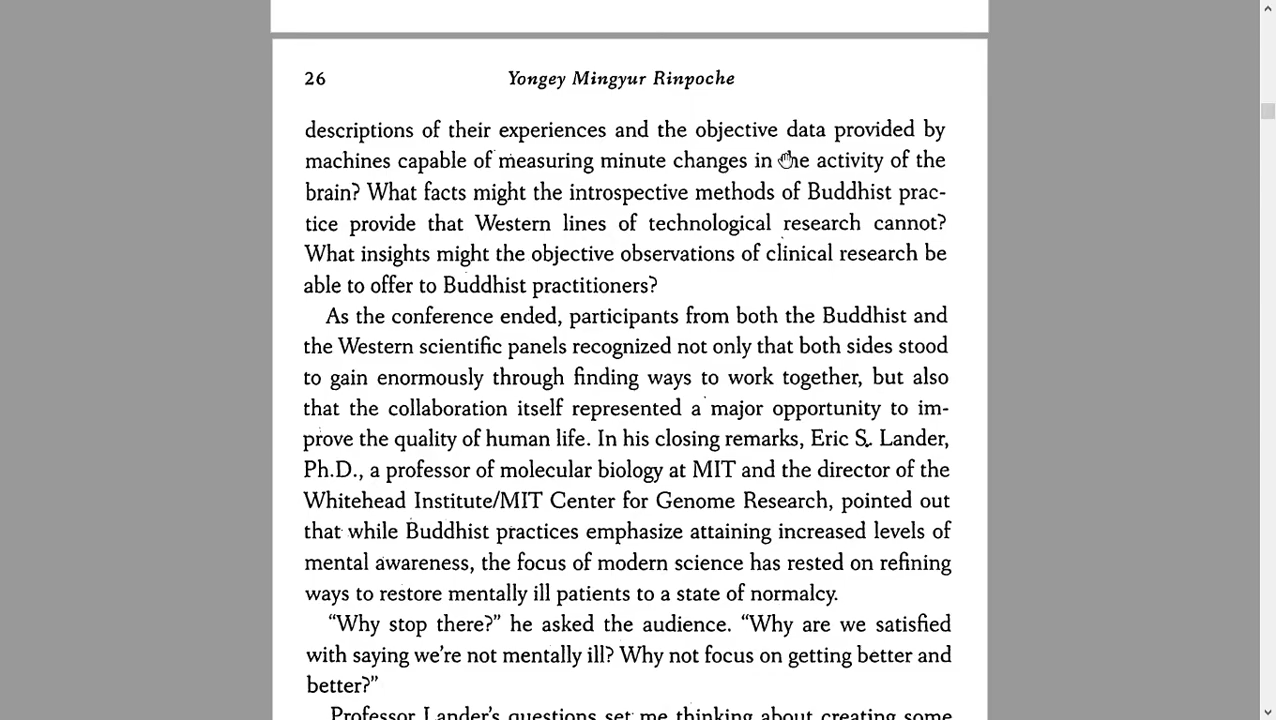 26 Yongey Mingyur Rinpoche
descriptions of their experiences and the objective data provided by
machines capable of measuring minute changes in the activity of the
brain? What facts might the introspective methods of Buddhist prac-
tice provide that Western lines of technological research cannot?
What insights might the objective observations of clinical research be
able to offer to Buddhist practitioners?
As the conference ended, participants from both the Buddhist and
the Western scientific panels recognized not only that both sides stood
to gain enormously through finding ways to work together, but also
that the collaboration itself represented a major opportunity to im-
prove the quality of human life. In his closing remarks, Eric S. Lander,
Ph.D., a professor of molecular biology at MIT and the director of the
Whitehead Institute/MIT Center for Genome Research, pointed out
that while Buddhist practices emphasize attaining increased levels of
mental awareness, the focus of modern science has rested on refining
ways to restore mentally ill patients to a state of normalcy.
“Why stop there?” he asked the audience. “Why are we satisfied
with saying we’re not mentally ill? Why not focus on getting better and
better?”
Professor Lander’s questions set me thinking about creating some